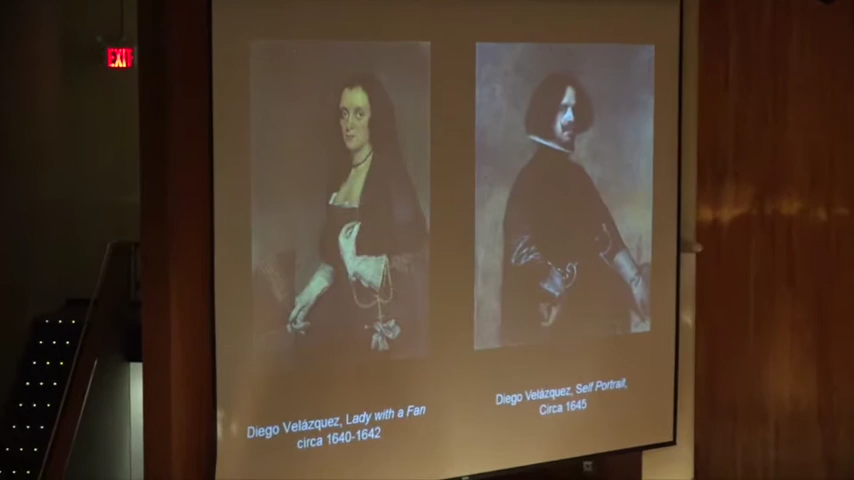 EXIT
Diego Velázquez, Lady with a Fan
circa 1640-1642
Diego Velázquez, Self Portrait,
Circa 1645